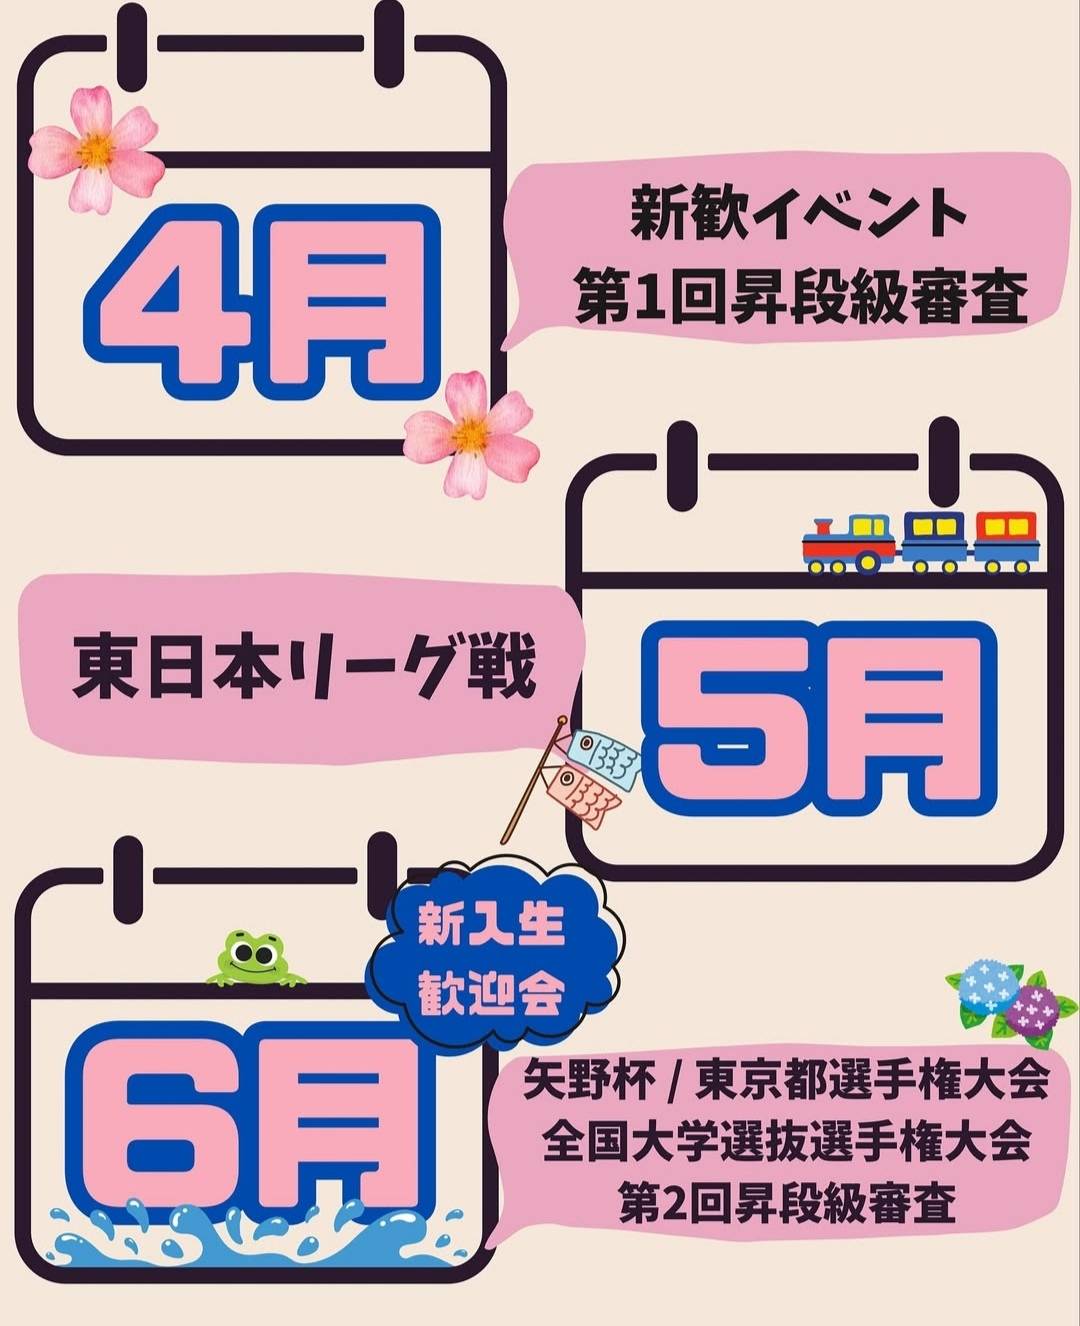 4月
新歓イベント
第1回昇段級審査
東日本リーグ戦
5月
新入生
歓迎会
6月
矢野杯 / 東京都選手権大会
全国大学選抜選手権大会
第2回昇段級審査